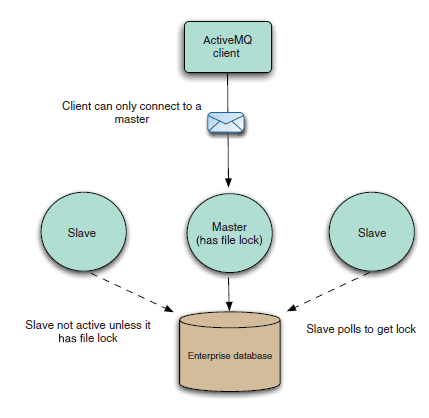 ActiveMQ
client
Client can only connect to a
master
Slave
Master
(has file lock)
Slave
Slave not active unless it
has file lock
Enterprise database
Slave polls to get lock